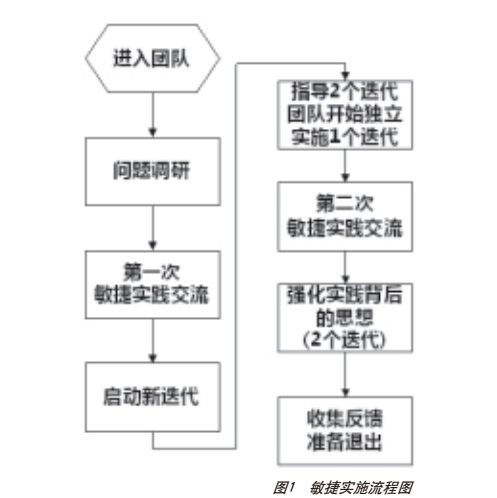 进入团队
问题调研
第一次
敏捷实践交流
启动新迭代
指导2个迭代
团队开始独立
实施1个迭代
第二次
敏捷实践交流
强化实践背后
的思想
(2个迭代)
收集反馈
准备退出
图1 敏捷实施流程图